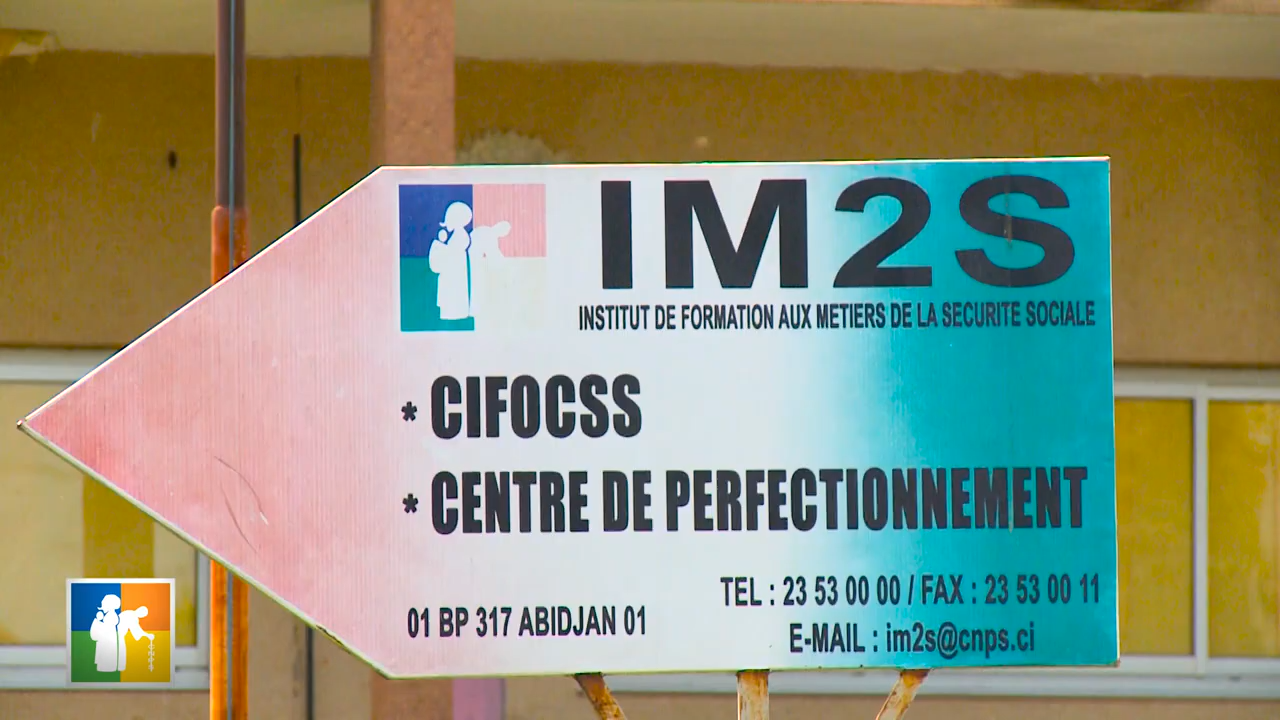 IM2S
INSTITUT DE FORMATION AUX METIERS DE LA SECURITE SOCIALE
* CIFOCSS
* CENTRE DE PERFECTIONNEMENT
01 BP 317 ABIDJAN 01
TEL : 23 53 00 00 / FAX : 23 53 00 11
E-MAIL : im2s@cnps.ci